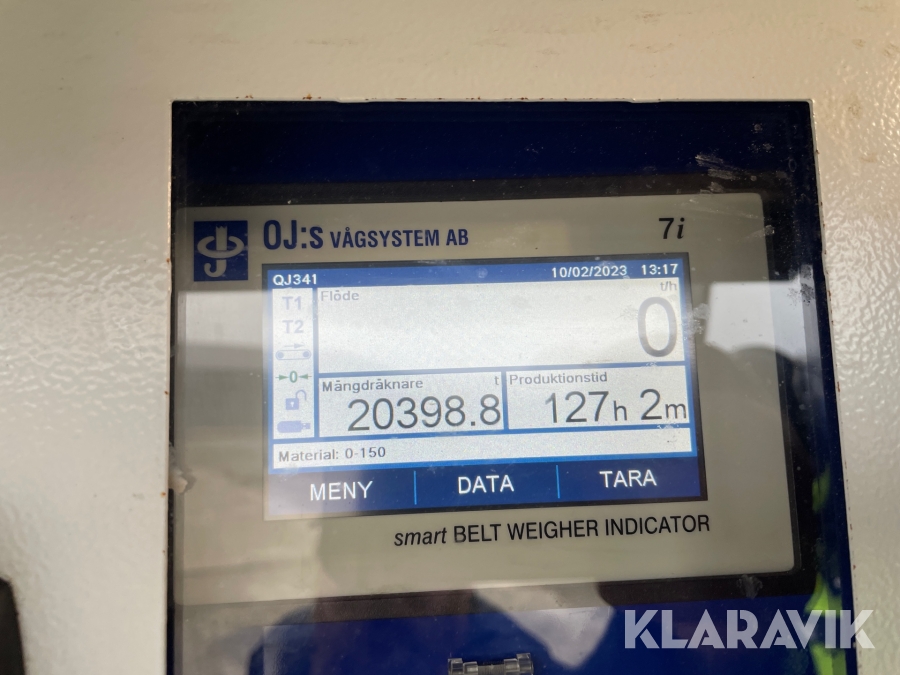 OJ:s VÅGSYSTEM AB
7i
QJ341 10/02/2023 13:17
T1
T2
Flöde t/h
0
Mängdräknare t
20398.8
Produktionstid
127h 2m
Material: 0-150
MENY DATA TARA
smart BELT WEIGHER INDICATOR
KLARAVIK